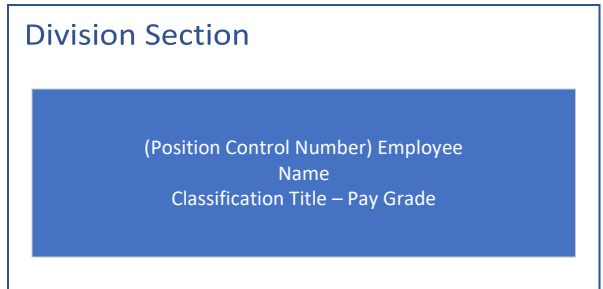 Division Section
(Position Control Number) Employee
Name
Classification Title – Pay Grade